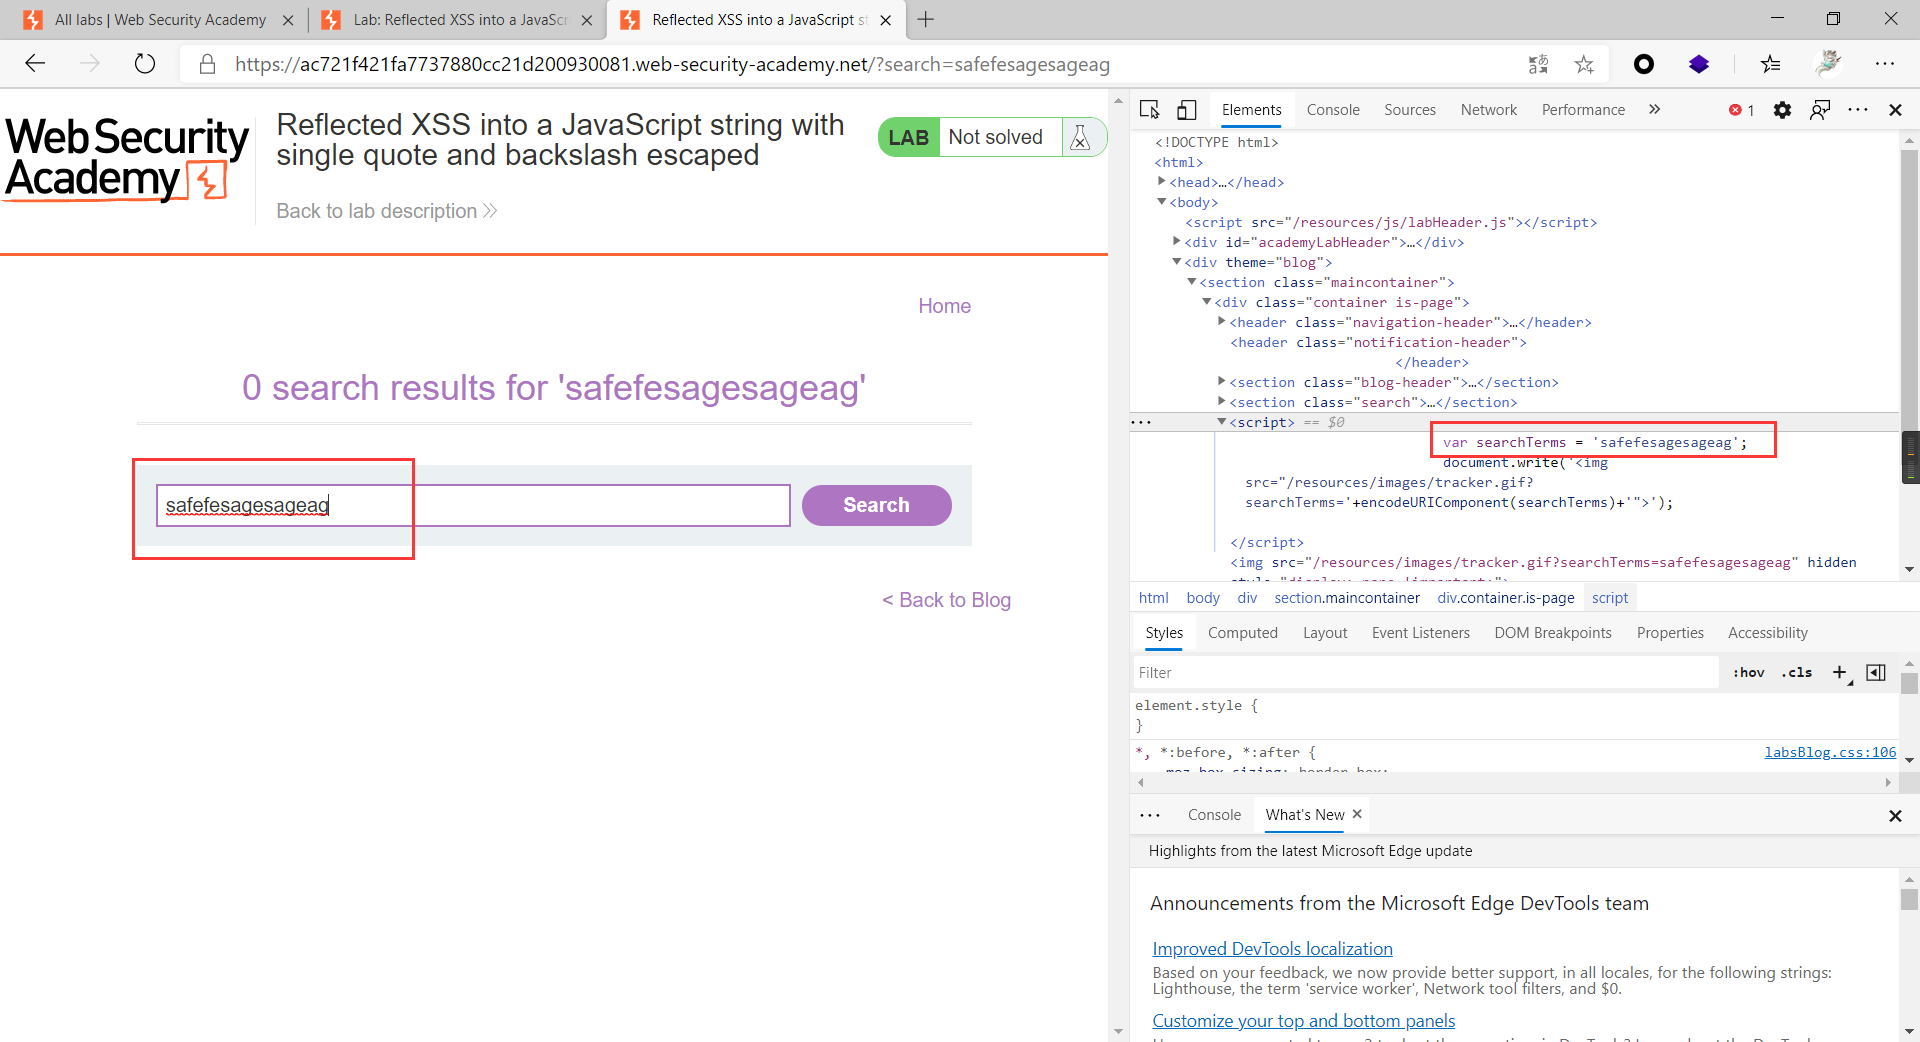 All labs | Web Security Academy
Lab: Reflected XSS into a JavaSc
Reflected XSS into a JavaScript st
https://ac721f421fa7737880cc21d200930081.web-security-academy.net/?search=safefesagesageag
Web Security
Academy
Reflected XSS into a JavaScript string with
single quote and backslash escaped
LAB Not solved
Back to lab description
Home
0 search results for 'safefesagesageag'
safefesagesageag
Search
< Back to Blog
Elements Console Sources Network Performance » 1
<!DOCTYPE html>
<html>
<head>…</head>
<body>
<script src="/resources/js/labHeader.js"></script>
<div id="academyLabHeader">…</div>
<div theme="blog">
<section class="maincontainer">
<div class="container is-page">
<header class="navigation-header">…</header>
<header class="notification-header">
</header>
<section class="blog-header">…</section>
<section class="search">…</section>
<script> == $0
var searchTerms = 'safefesagesageag';
document.write('<img
src="/resources/images/tracker.gif?
searchTerms='+encodeURIComponent(searchTerms)+'">');
</script>
<img src="/resources/images/tracker.gif?searchTerms=safefesagesageag" hidden
style="display: none !important;">
html body div section.maincontainer div.container.is-page script
Styles Computed Layout Event Listeners DOM Breakpoints Properties Accessibility
Filter
:hov .cls
element.style {
}
*, *:before, *:after {
labsBlog.css:106
-moz-box-sizing: border-box;
Console What's New
Highlights from the latest Microsoft Edge update
Announcements from the Microsoft Edge DevTools team
Improved DevTools localization
Based on your feedback, we now provide better support, in all locales, for the following strings:
Lighthouse, the term 'service worker', Network tool filters, and $0.
Customize your top and bottom panels